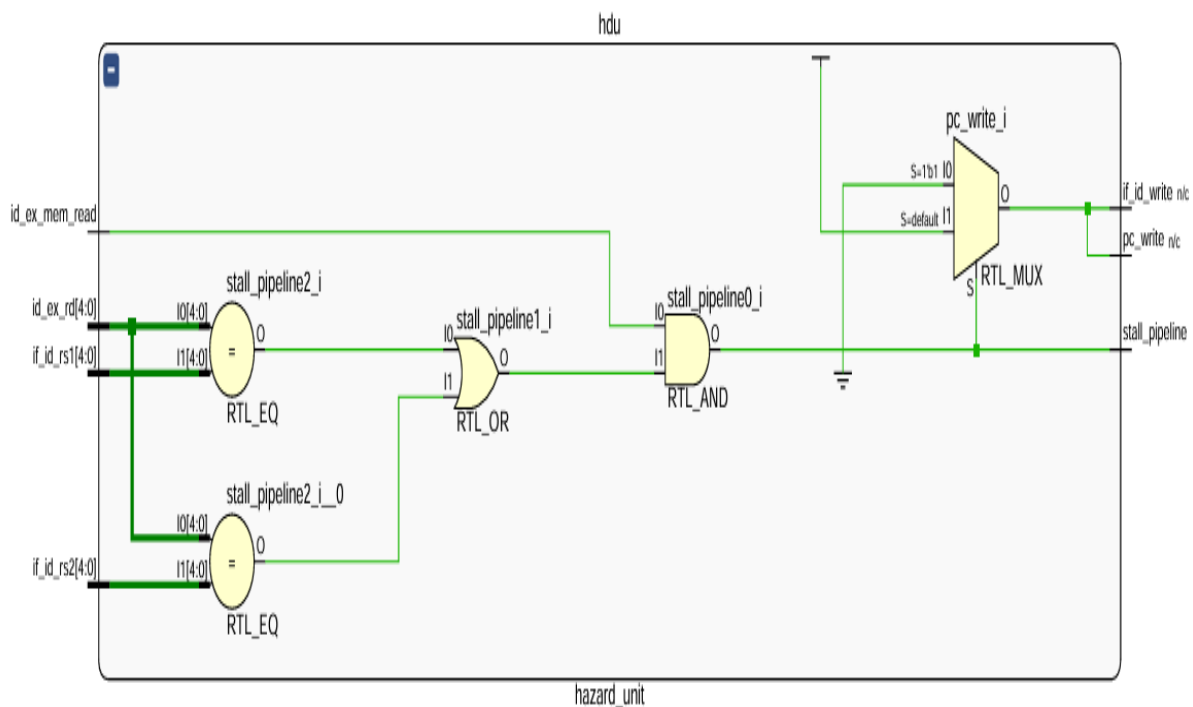 hdu
pc_write_i
S=1'b1 I0
O
if_id_write n/c
id_ex_mem_read
S=default I1
pc_write n/c
RTL_MUX
S
stall_pipeline2_i
stall_pipeline0_i
id_ex_rd[4:0]
I0[4:0]
O
=
stall_pipeline1_i
I0
O
I0
O
stall_pipeline
if_id_rs1[4:0]
I1[4:0]
I1
I1
RTL_AND
RTL_EQ
RTL_OR
stall_pipeline2_i__0
I0[4:0]
O
=
if_id_rs2[4:0]
I1[4:0]
RTL_EQ
hazard_unit